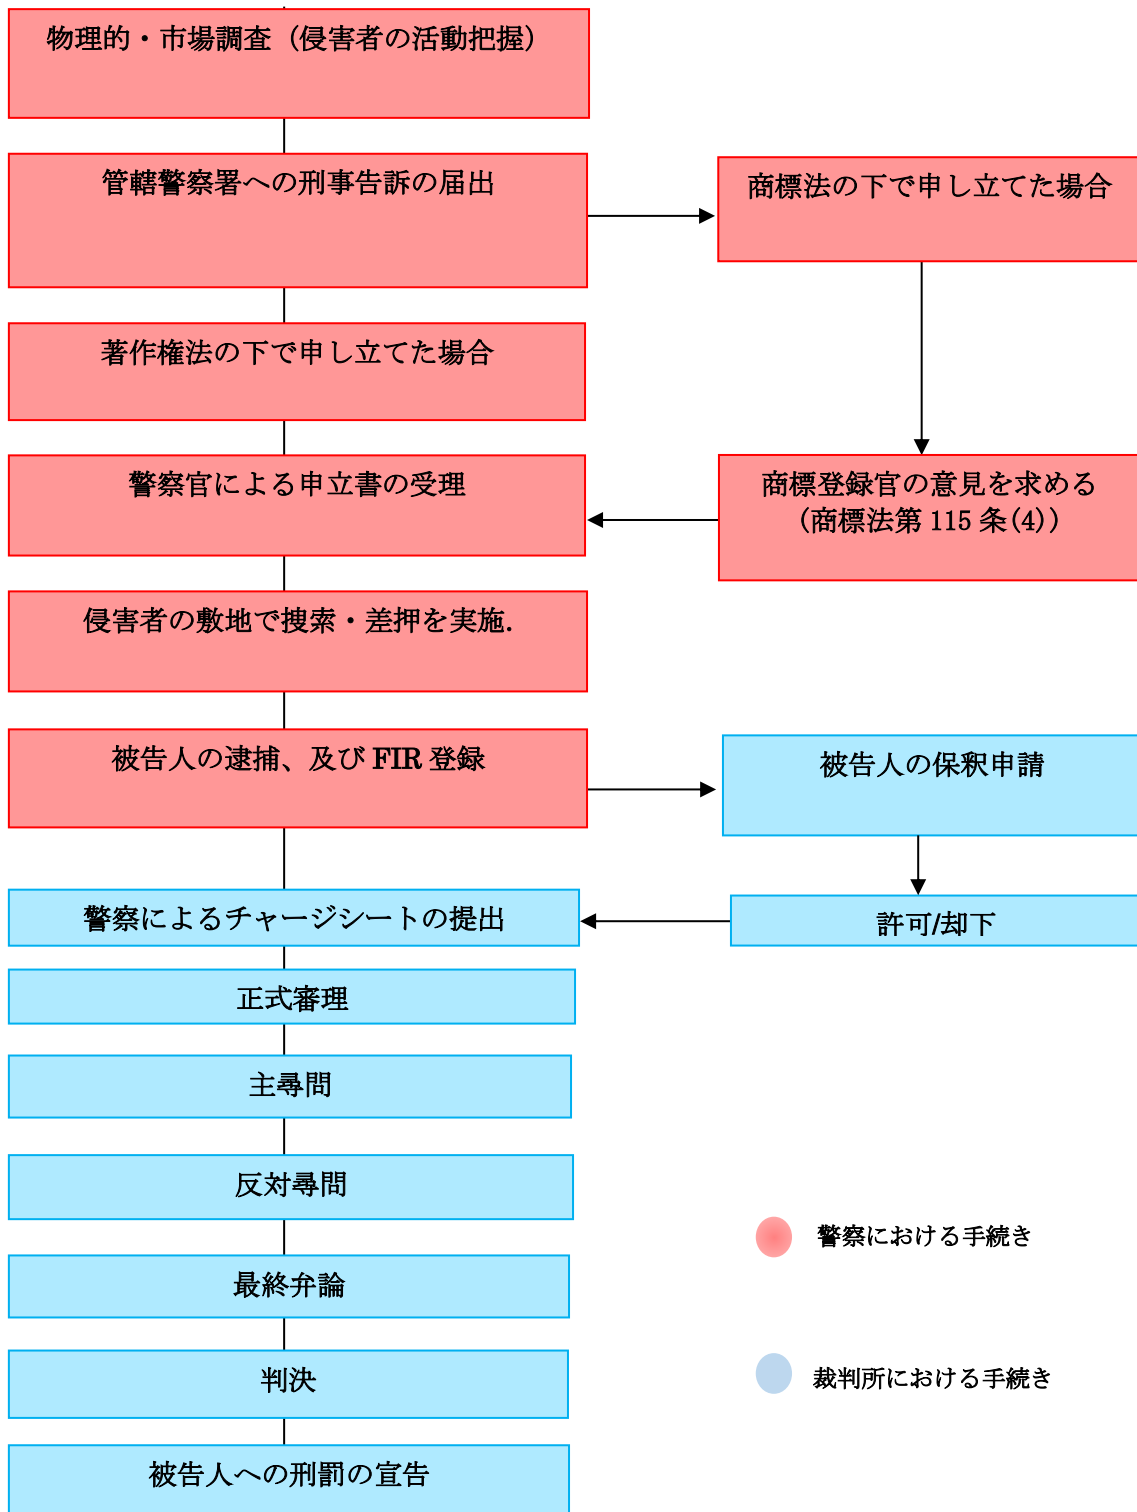 物理的・市場調査（侵害者の活動把握）
管轄警察署への刑事告訴の届出
商標法の下で申し立てた場合
著作権法の下で申し立てた場合
警察官による申立書の受理
商標登録官の意見を求める
（商標法第 115 条(4)）
侵害者の敷地で捜索・差押を実施.
被告人の逮捕、及び FIR 登録
被告人の保釈申請
警察によるチャージシートの提出
許可/却下
正式審理
主尋問
反対尋問
警察における手続き
最終弁論
判決
裁判所における手続き
被告人への刑罰の宣告